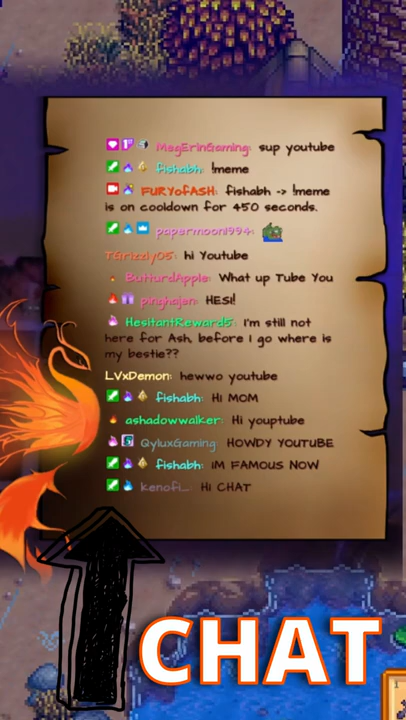 MegErinGaming: sup youtube
fishabh: !meme
FURYofASH: fishabh -> !meme
is on cooldown for 450 seconds.
papermoon1994:
TGrizzly05: hi Youtube
ButturdApple: What up Tube You
pinghajen: HESI!
HesitantReward5: I'm still not
here for Ash, before I go where is
my bestie??
LVxDemon: hewwo youtube
fishabh: Hi MOM
ashadowwalker: Hi youptube
QyluxGaming: HOWDY YOUTUBE
fishabh: IM FAMOUS NOW
kenofi... Hi CHAT
CHAT